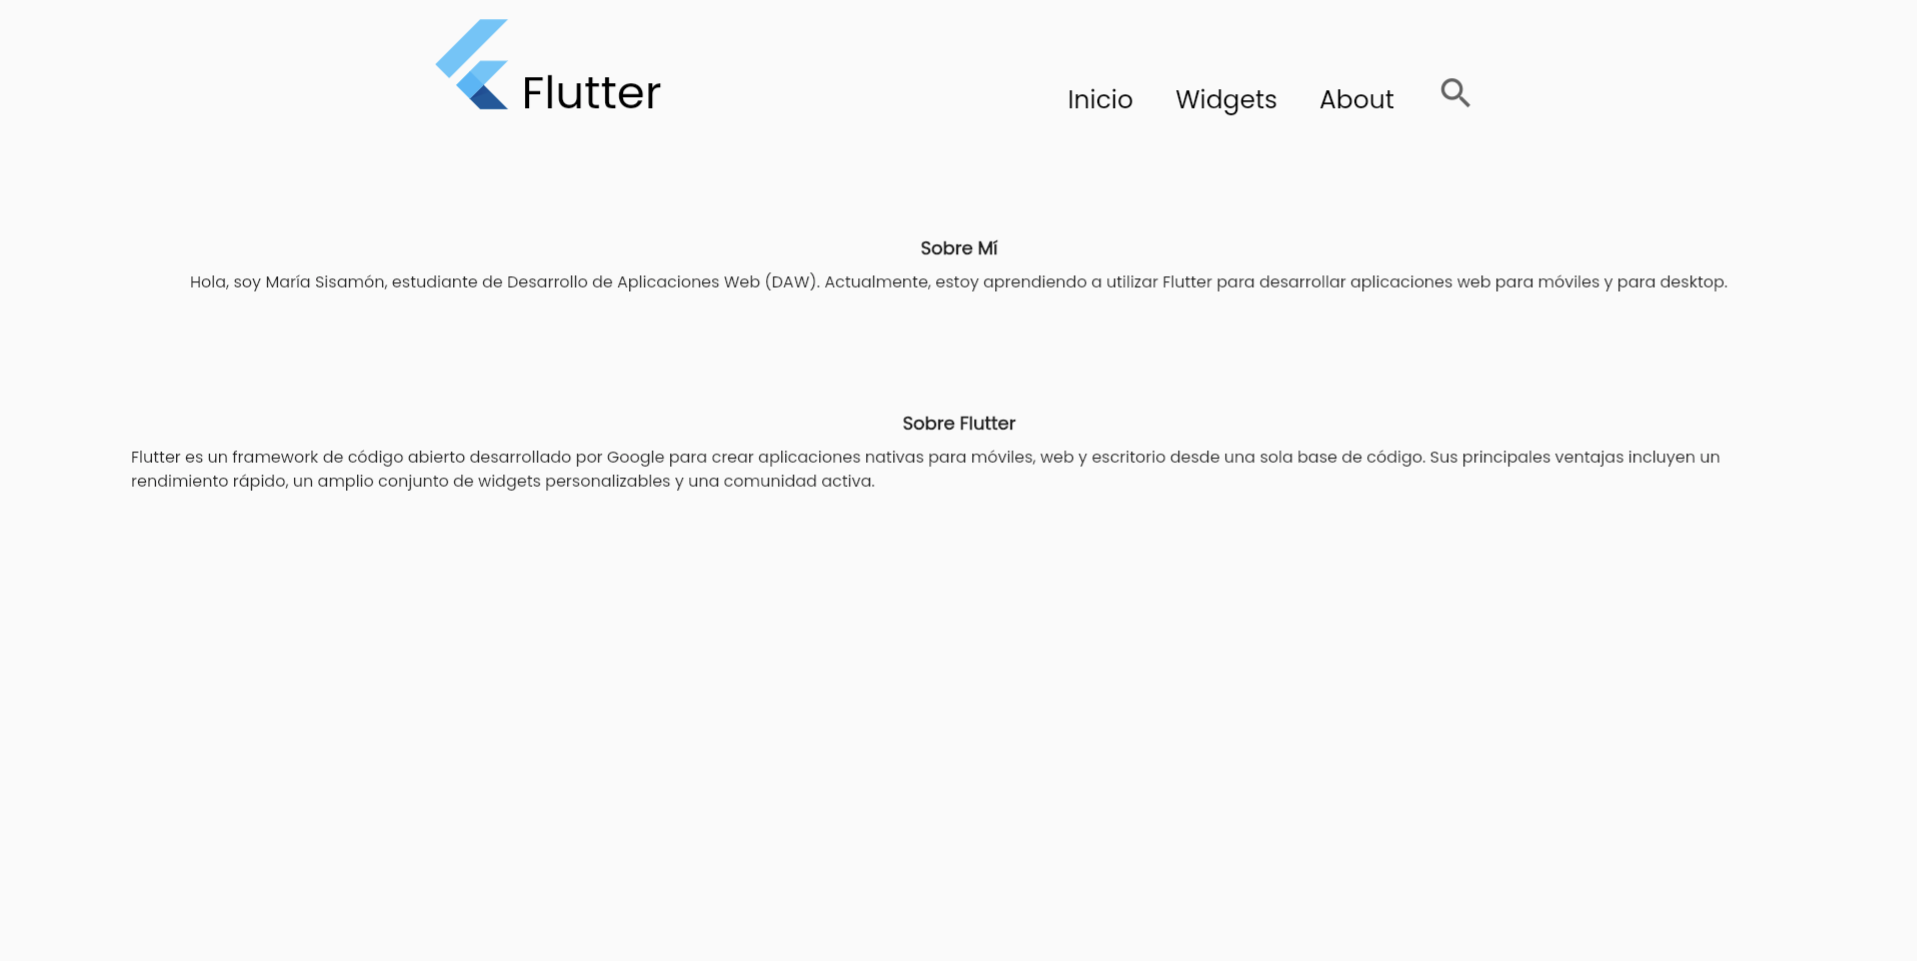 Flutter
Inicio Widgets About
Sobre Mí
Hola, soy María Sisamón, estudiante de Desarrollo de Aplicaciones Web (DAW). Actualmente, estoy aprendiendo a utilizar Flutter para desarrollar aplicaciones web para móviles y para desktop.
Sobre Flutter
Flutter es un framework de código abierto desarrollado por Google para crear aplicaciones nativas para móviles, web y escritorio desde una sola base de código. Sus principales ventajas incluyen un
rendimiento rápido, un amplio conjunto de widgets personalizables y una comunidad activa.